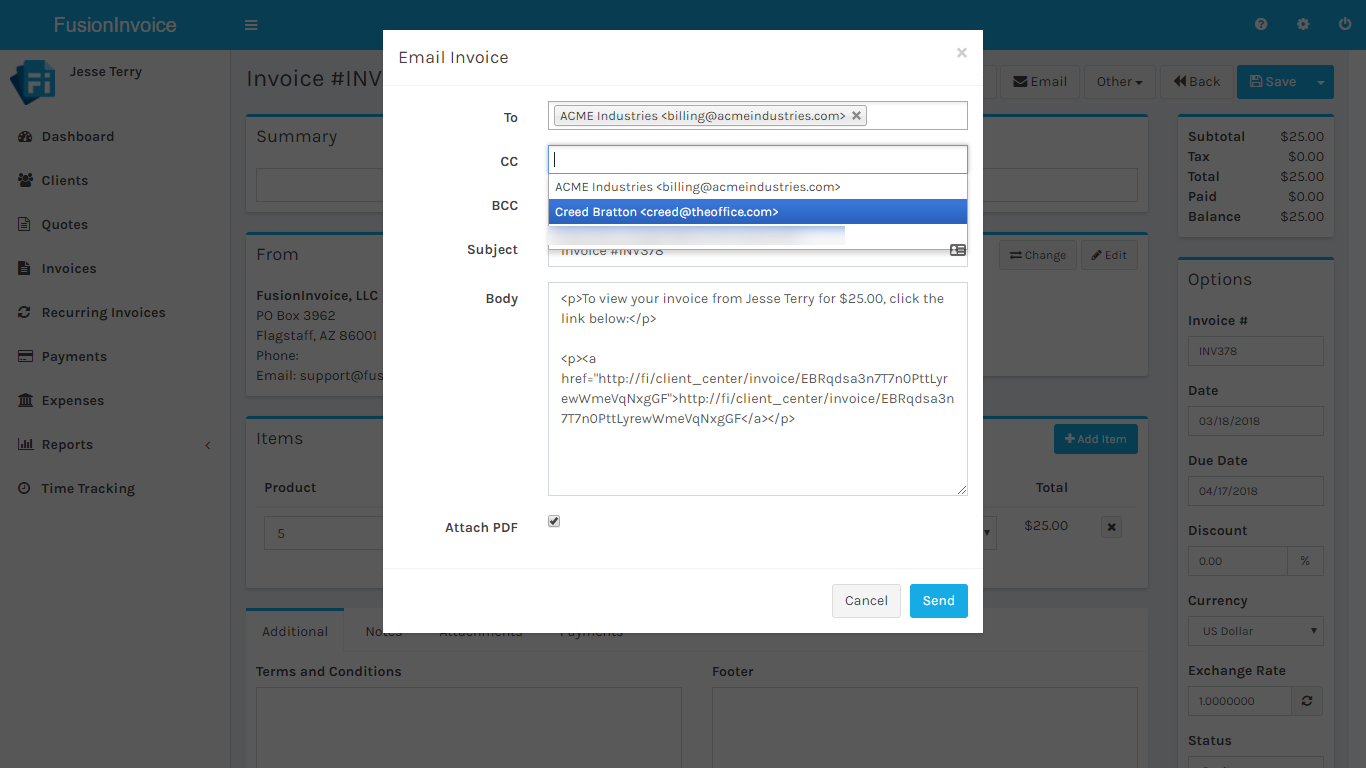 FusionInvoice
Jesse Terry
Dashboard
Clients
Quotes
Invoices
Recurring Invoices
Payments
Expenses
Reports
Time Tracking
Invoice #INV
Email
Other
Back
Save
Summary
From
Change
Edit
FusionInvoice, LLC
PO Box 3962
Flagstaff, AZ 86001
Phone:
Email: support@fus
Items
Add Item
Product
Total
5
$25.00
Additional
Notes
Attachments
Payments
Terms and Conditions
Footer
Email Invoice
×
To
ACME Industries <billing@acmeindustries.com>
CC
ACME Industries <billing@acmeindustries.com>
Creed Bratton <creed@theoffice.com>
BCC
Subject
Invoice #INV378
Body
<p>To view your invoice from Jesse Terry for $25.00, click the
link below:</p>
<p><a
href="http://fi/client_center/invoice/EBRqdsa3n7T7n0PttLyr
ewWmeVqNxgGF">http://fi/client_center/invoice/EBRqdsa3n
7T7n0PttLyrewWmeVqNxgGF</a></p>
Attach PDF
Cancel
Send
Subtotal $25.00
Tax $0.00
Total $25.00
Paid $0.00
Balance $25.00
Options
Invoice #
INV378
Date
03/18/2018
Due Date
04/17/2018
Discount
0.00 %
Currency
US Dollar
Exchange Rate
1.0000000
Status